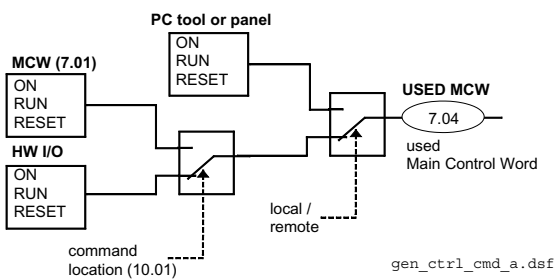 PC tool or panel
ON
RUN
RESET
MCW (7.01)
ON
RUN
RESET
HW I/O
ON
RUN
RESET
USED MCW
7.04
used
Main Control Word
local /
remote
command
location (10.01)
gen_ctrl_cmd_a.dsf